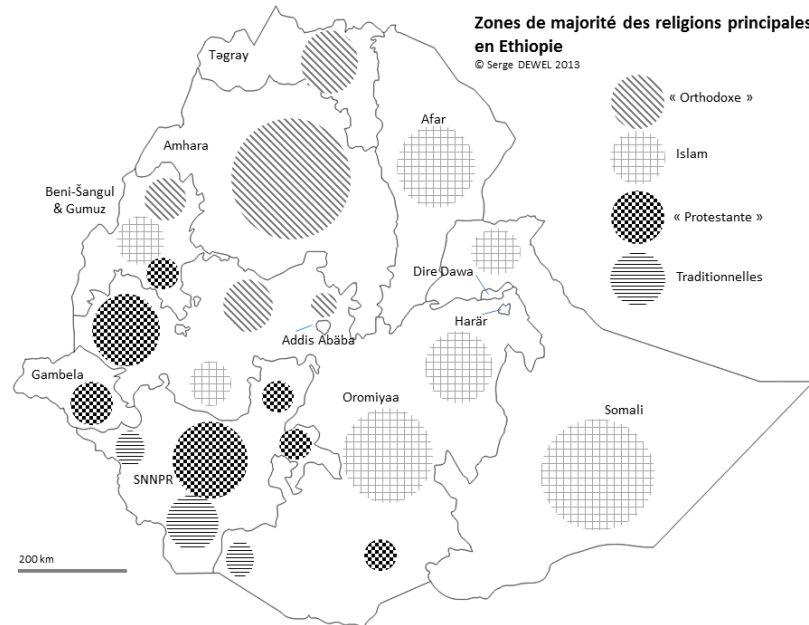 Zones de majorité des religions principales
en Ethiopie
© Serge DEWEL 2013
« Orthodoxe »
Islam
« Protestante »
Traditionnelles
Təgray
Afar
Amhara
Beni-Šangul
& Gumuz
Dire Dawa
Harär
Addis Abäba
Gambela
Oromiyaa
Somali
SNNPR
200 km